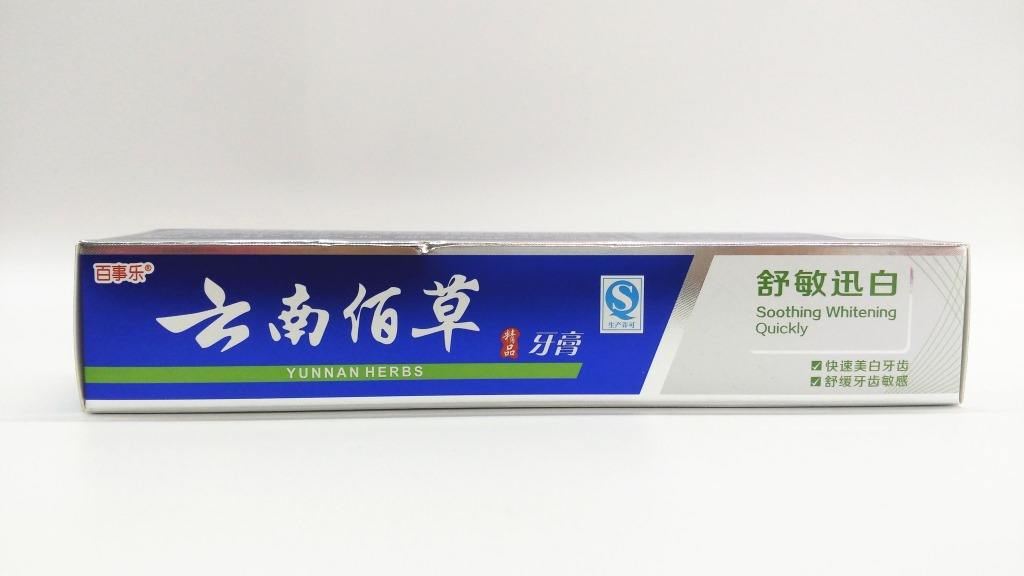 百事乐®
云南佰草
精品
牙膏
YUNNAN HERBS
生产许可
舒敏迅白
Soothing Whitening
Quickly
快速美白牙齿
舒缓牙齿敏感